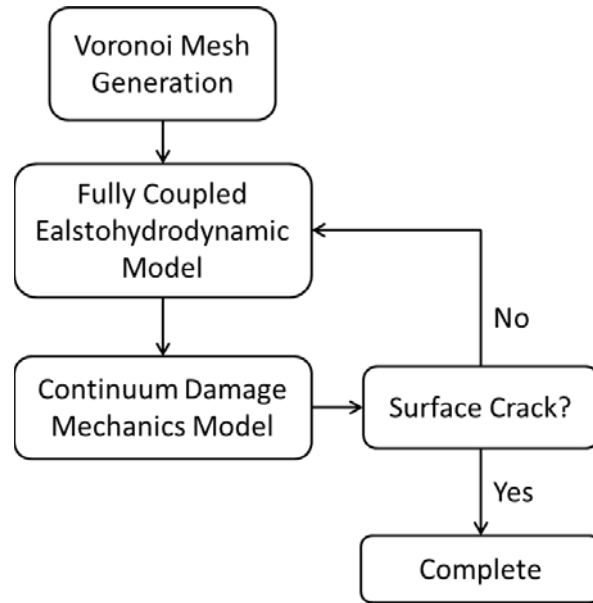 Voronoi Mesh
Generation
Fully Coupled
Ealstohydrodynamic
Model
No
Continuum Damage
Mechanics Model
Surface Crack?
Yes
Complete